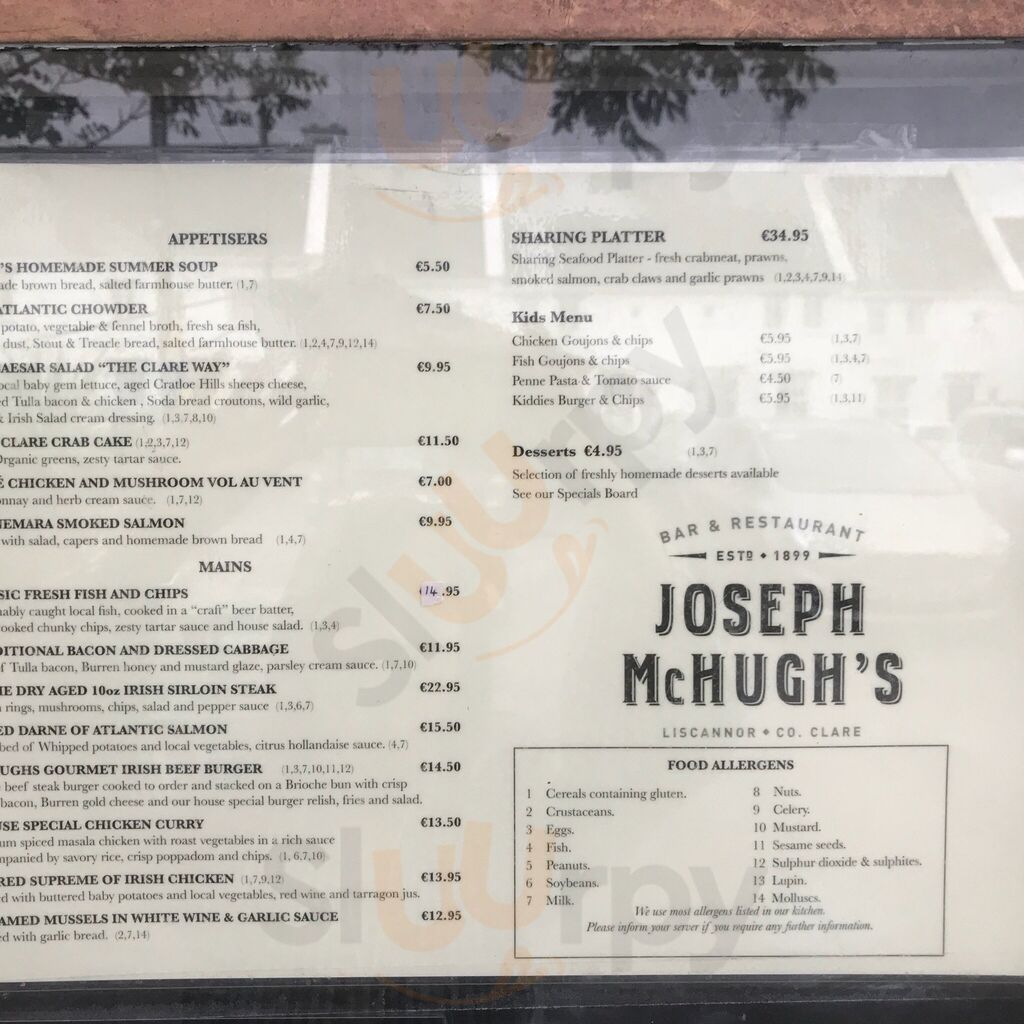 APPETISERS
'S HOMEMADE SUMMER SOUP €5.50
ade brown bread, salted farmhouse butter. (1,7)
ATLANTIC CHOWDER €7.50
potato, vegetable & fennel broth, fresh sea fish,
dust, Stout & Treacle bread, salted farmhouse butter. (1,2,4,7,9,12,14)
AESAR SALAD “THE CLARE WAY” €9.95
ocal baby gem lettuce, aged Cratloe Hills sheeps cheese,
ed Tulla bacon & chicken , Soda bread croutons, wild garlic,
& Irish Salad cream dressing. (1,3,7,8,10)
CLARE CRAB CAKE (1,2,3,7,12) €11.50
Organic greens, zesty tartar sauce.
É CHICKEN AND MUSHROOM VOL AU VENT €7.00
onnay and herb cream sauce. (1,7,12)
NEMARA SMOKED SALMON €9.95
with salad, capers and homemade brown bread (1,4,7)
MAINS
SIC FRESH FISH AND CHIPS 14.95
nably caught local fish, cooked in a “craft” beer batter,
ooked chunky chips, zesty tartar sauce and house salad. (1,3,4)
DITIONAL BACON AND DRESSED CABBAGE €11.95
f Tulla bacon, Burren honey and mustard glaze, parsley cream sauce. (1,7,10)
E DRY AGED 10oz IRISH SIRLOIN STEAK €22.95
n rings, mushrooms, chips, salad and pepper sauce (1,3,6,7)
ED DARNE OF ATLANTIC SALMON €15.50
bed of Whipped potatoes and local vegetables, citrus hollandaise sauce. (4,7)
UGHS GOURMET IRISH BEEF BURGER (1,3,7,10,11,12) €14.50
beef steak burger cooked to order and stacked on a Brioche bun with crisp
bacon, Burren gold cheese and our house special burger relish, fries and salad.
USE SPECIAL CHICKEN CURRY €13.50
um spiced masala chicken with roast vegetables in a rich sauce
mpanied by savory rice, crisp poppadom and chips. (1, 6,7,10)
RED SUPREME OF IRISH CHICKEN (1,7,9,12) €13.95
ed with buttered baby potatoes and local vegetables, red wine and tarragon jus.
AMED MUSSELS IN WHITE WINE & GARLIC SAUCE €12.95
ed with garlic bread. (2,7,14)
SHARING PLATTER €34.95
Sharing Seafood Platter - fresh crabmeat, prawns,
smoked salmon, crab claws and garlic prawns (1,2,3,4,7,9,14)
Kids Menu
Chicken Goujons & chips €5.95 (1,3,7)
Fish Goujons & chips €5.95 (1,3,4,7)
Penne Pasta & Tomato sauce €4.50 (7)
Kiddies Burger & Chips €5.95 (1,3,11)
Desserts €4.95 (1,3,7)
Selection of freshly homemade desserts available
See our Specials Board
BAR & RESTAURANT
ESTD • 1899
JOSEPH
McHUGH'S
LISCANNOR • CO. CLARE
FOOD ALLERGENS
1 Cereals containing gluten.
2 Crustaceans.
3 Eggs.
4 Fish.
5 Peanuts.
6 Soybeans.
7 Milk.
8 Nuts.
9 Celery.
10 Mustard.
11 Sesame seeds.
12 Sulphur dioxide & sulphites.
13 Lupin.
14 Molluscs.
We use most allergens listed in our kitchen.
Please inform your server if you require any further information.
sluurpy
sluurpy